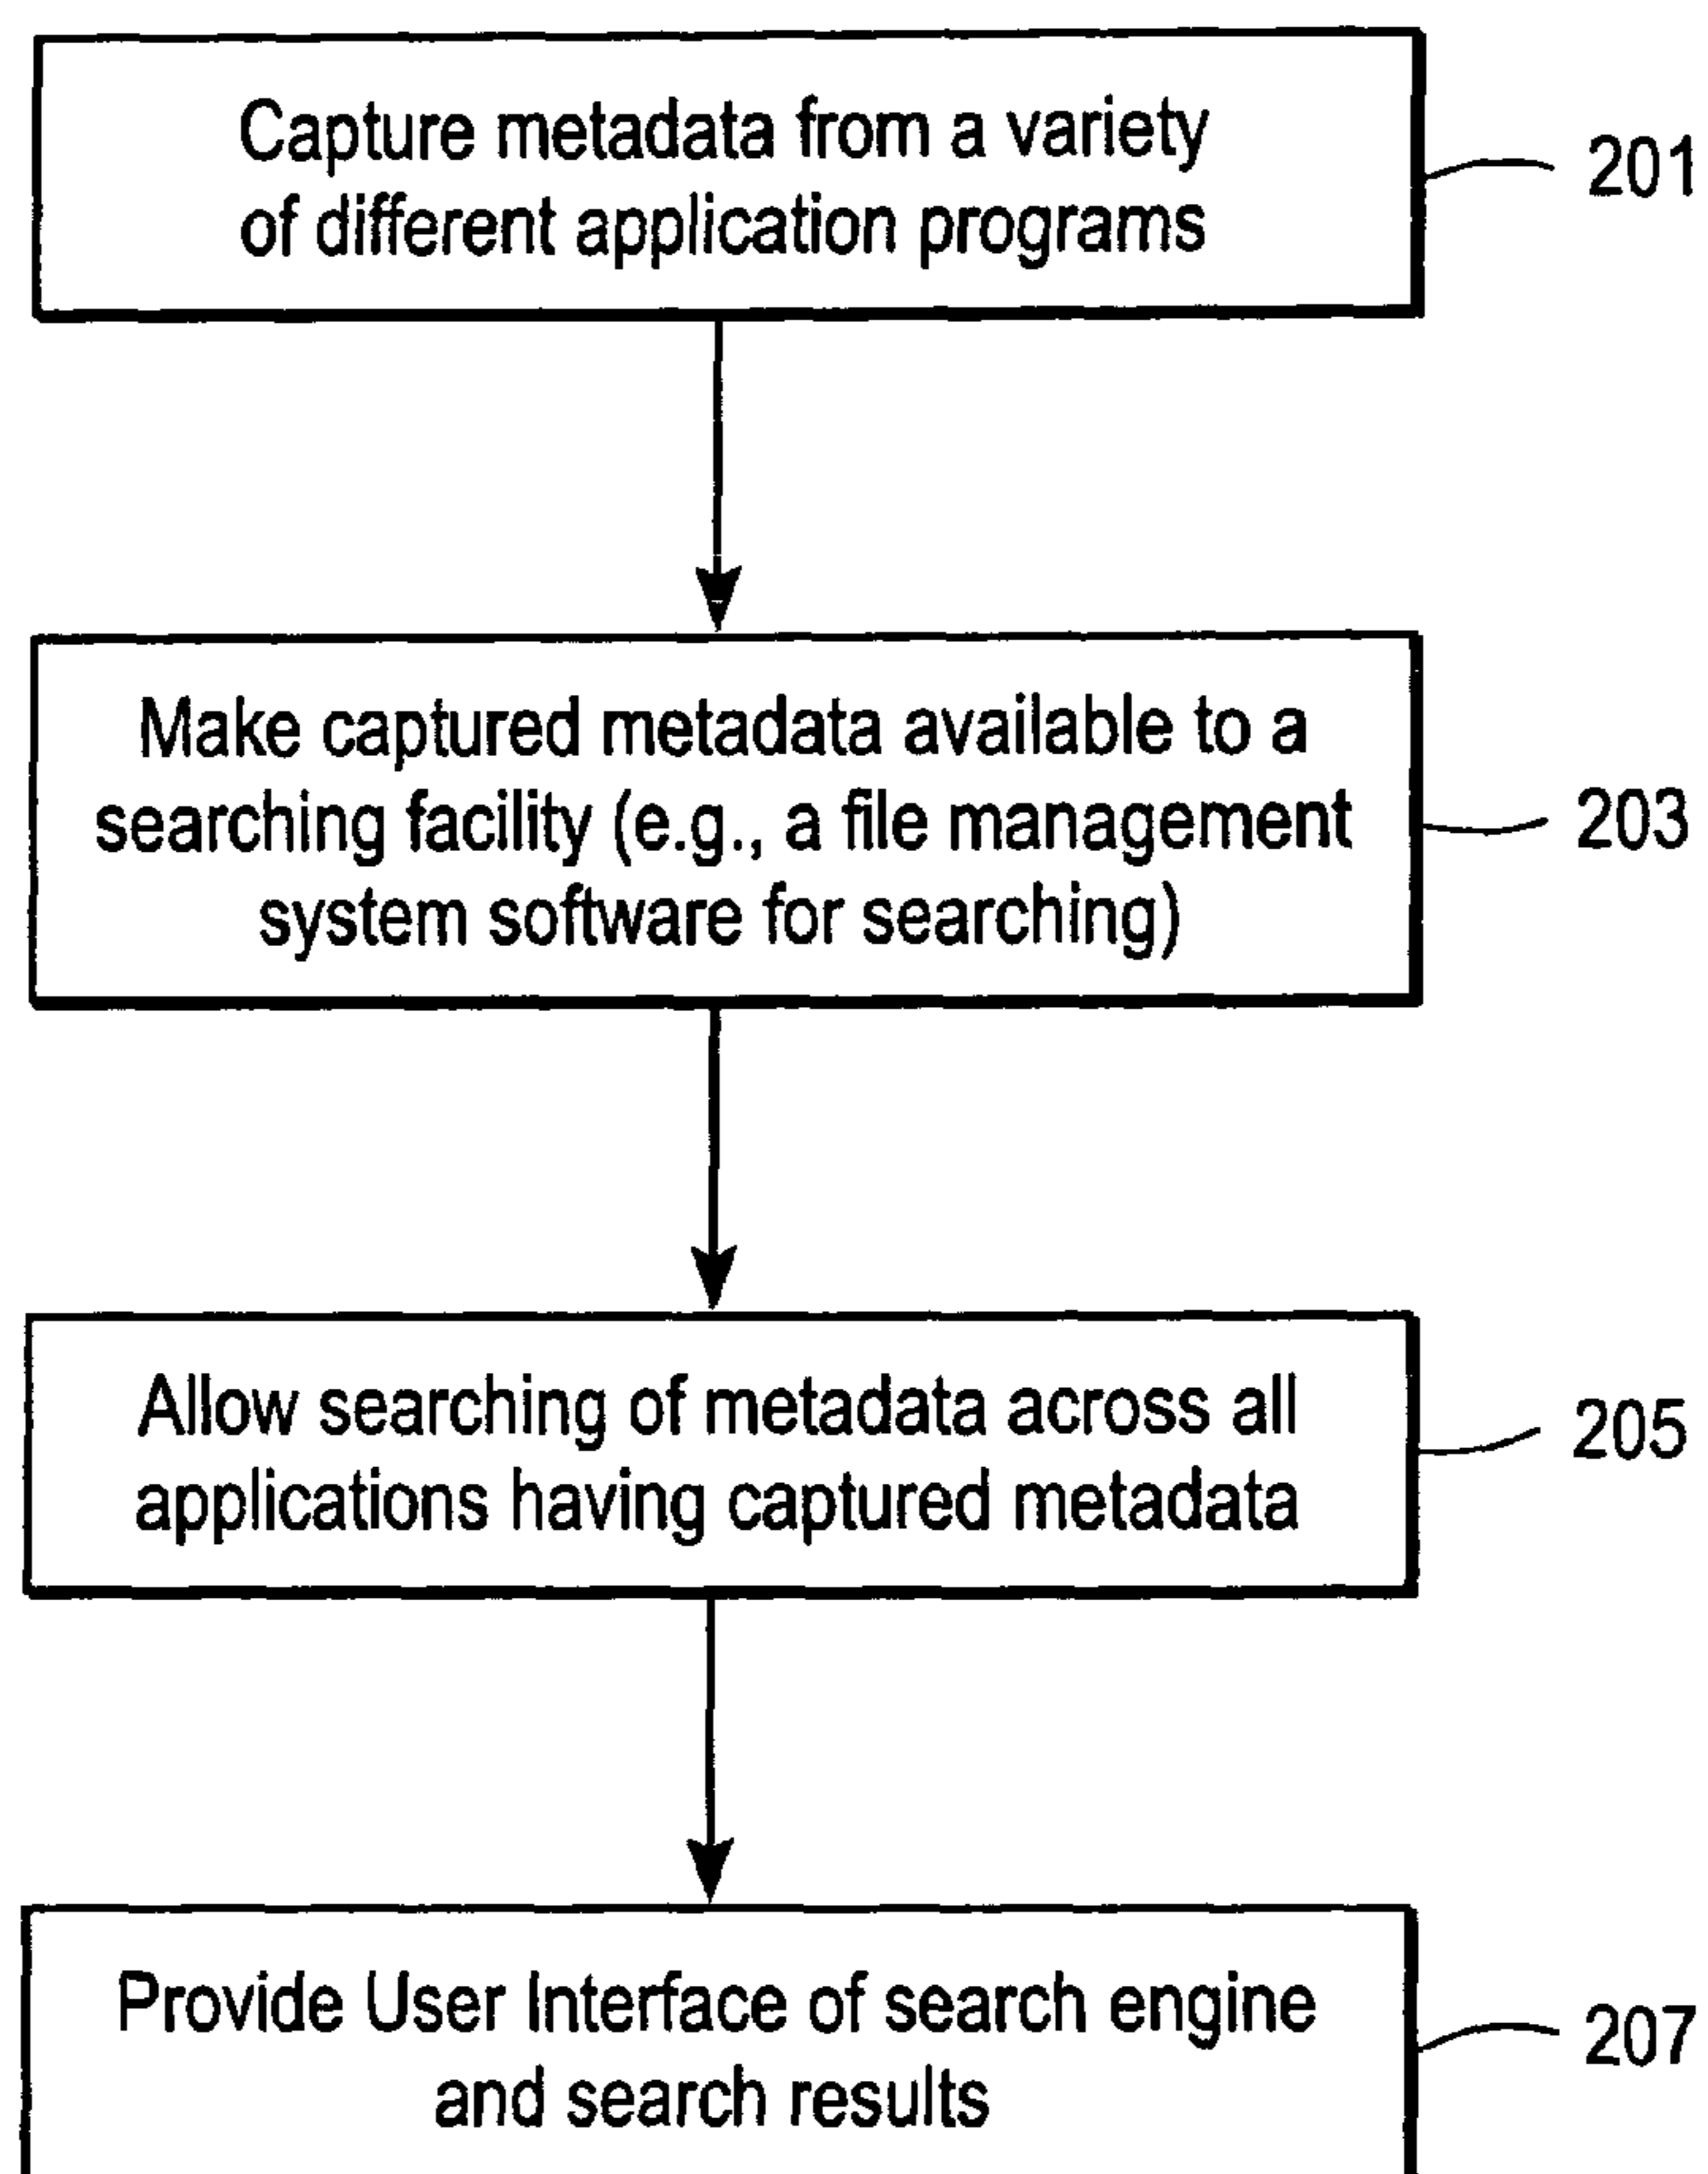 Capture metadata from a variety
of different application programs
201
Make captured metadata available to a
searching facility (e.g., a file management
system software for searching)
203
Allow searching of metadata across all
applications having captured metadata
205
Provide User Interface of search engine
and search results
207